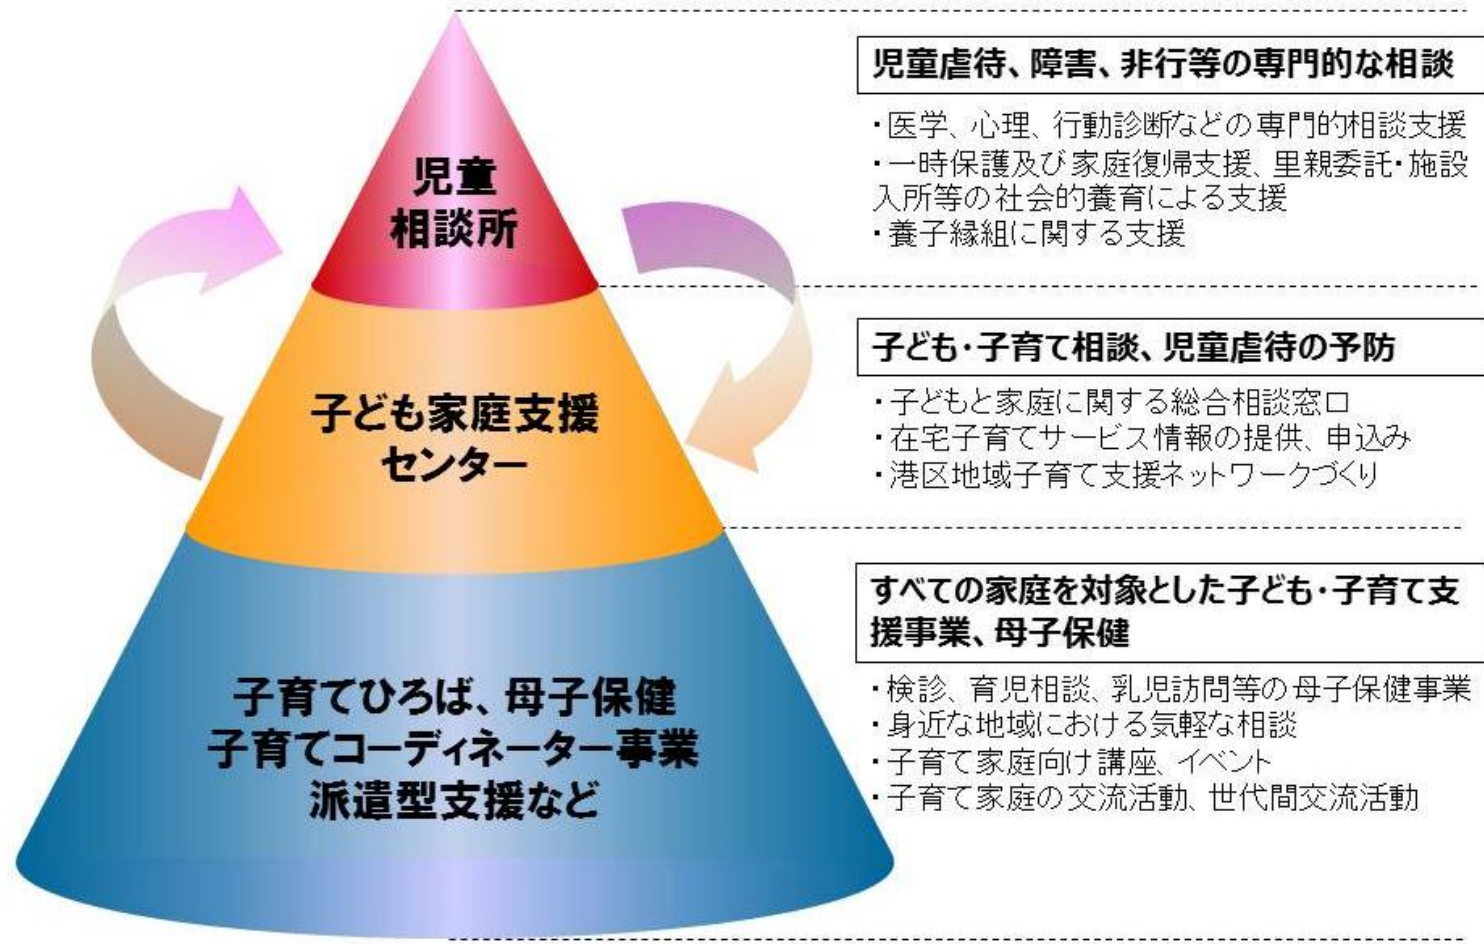 児童
相談所
児童虐待、障害、非行等の専門的な相談
・医学、心理、行動診断などの専門的相談支援
・一時保護及び家庭復帰支援、里親委託・施設
入所等の社会的養育による支援
・養子縁組に関する支援
子ども家庭支援
センター
子ども・子育て相談、児童虐待の予防
・子どもと家庭に関する総合相談窓口
・在宅子育てサービス情報の提供、申込み
・港区地域子育て支援ネットワークづくり
子育てひろば、母子保健
子育てコーディネーター事業
派遣型支援など
すべての家庭を対象とした子ども・子育て支
援事業、母子保健
・検診、育児相談、乳児訪問等の母子保健事業
・身近な地域における気軽な相談
・子育て家庭向け講座、イベント
・子育て家庭の交流活動、世代間交流活動